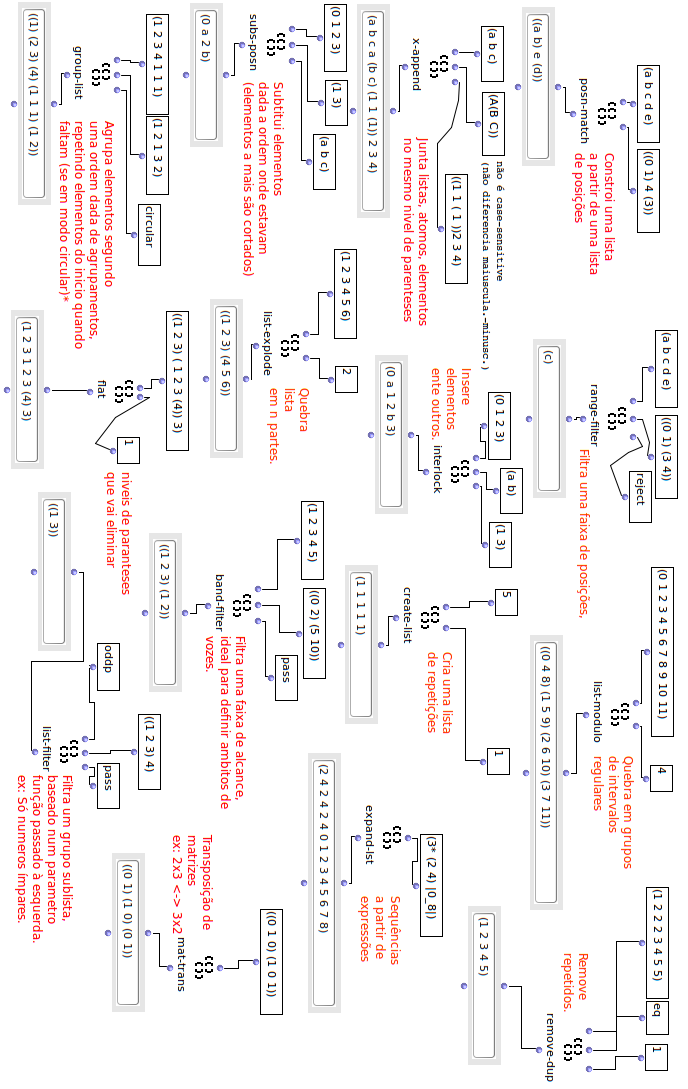 (a b c d e)
((0 1) 4 (3))
posn-match
Constroi uma lista
a partir de uma lista
de posições
((a b) e (d))
(a b c d e)
((0 1) (3 4))
reject
range-filter
Filtra uma faixa de posições,
(c)
(0 1 2 3 4 5 6 7 8 9 10 11)
4
list-modulo
Quebra em grupos
de intervalos
regulares
((0 4 8) (1 5 9) (2 6 10) (3 7 11))
(1 2 2 2 3 4 5 5)
eq
1
Remove
repetidos.
remove-dup
(1 2 3 4 5)
(a b c)
(A(B C))
não é case-sensitive
(não diferencia maiuscula.-minusc.)
((1 1 ( 1 ))2 3 4)
x-append
Junta listas, atomos, elementos
no mesmo nivel de parenteses
(a b c a (b c) (1 1 (1)) 2 3 4)
(0 1 2 3)
(a b)
(1 3)
Insere
elementos
ente outros.
interlock
(0 a 1 2 b 3)
5
1
create-list
Cria uma lista
de repetições
(1 1 1 1 1)
(3* (2 4) |0_8|)
expand-lst
Sequências
a partir de
expressões
(2 4 2 4 2 4 0 1 2 3 4 5 6 7 8)
(0 1 2 3)
(1 3)
(a b c)
subs-posn
Subtitui elementos
dada a ordem onde estavam
(elementos a mais são cortados)
(0 a 2 b)
(1 2 3 4 5 6)
2
list-explode
Quebra
lista
em n partes.
((1 2 3) (4 5 6))
(1 2 3 4 5)
((0 2) (5 10))
pass
band-filter
Filtra uma faixa de alcance,
ideal para definir ambitos de
vozes.
((1 2 3) (1 2))
((0 1 0) (1 0 1))
Transposição de
matrizes
ex: 2x3 <-> 3x2
mat-trans
((0 1) (1 0) (0 1))
(1 2 3 4 1 1 1)
(1 2 1 3 2)
circular
group-list
Agrupa elementos segundo
uma ordem dada de agrupamentos,
repetindo elementos do inicio quando
faltam (se em modo circular)*
((1) (2 3) (4) (1 1 1) (1 2))
((1 2 3) ( 1 2 3 (4)) 3)
1
flat
niveis de paranteses
que vai eliminar
(1 2 3 1 2 3 (4) 3)
((1 2 3) 4)
oddp
pass
list-filter
Filtra um grupo sublista,
baseado num parametro
função passado à esquerda.
ex: Só numeros ímpares.
((1 3))